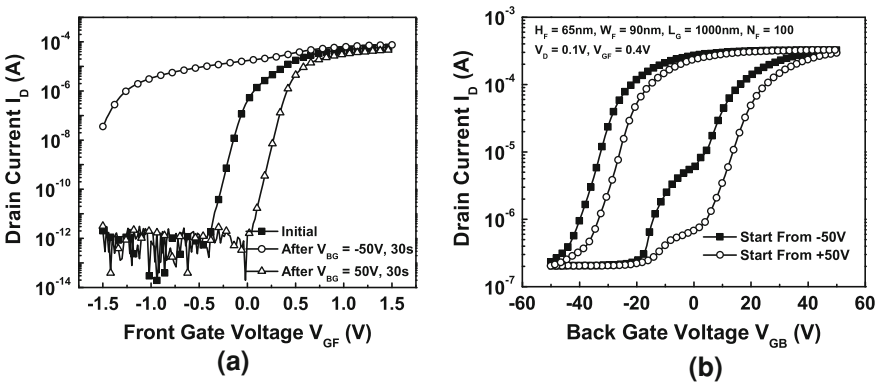 Drain Current I_D (A)
10^-4
10^-6
10^-8
10^-10
10^-12
10^-14
Initial
After V_BG = -50V, 30s
After V_BG = 50V, 30s
-1.5 -1.0 -0.5 0.0 0.5 1.0 1.5
Front Gate Voltage V_GF (V)
(a)
Drain Current I_D (A)
10^-3
10^-4
10^-5
10^-6
10^-7
H_F = 65nm, W_F = 90nm, L_G = 1000nm, N_F = 100
V_D = 0.1V, V_GF = 0.4V
Start From -50V
Start From +50V
-60 -40 -20 0 20 40 60
Back Gate Voltage V_GB (V)
(b)